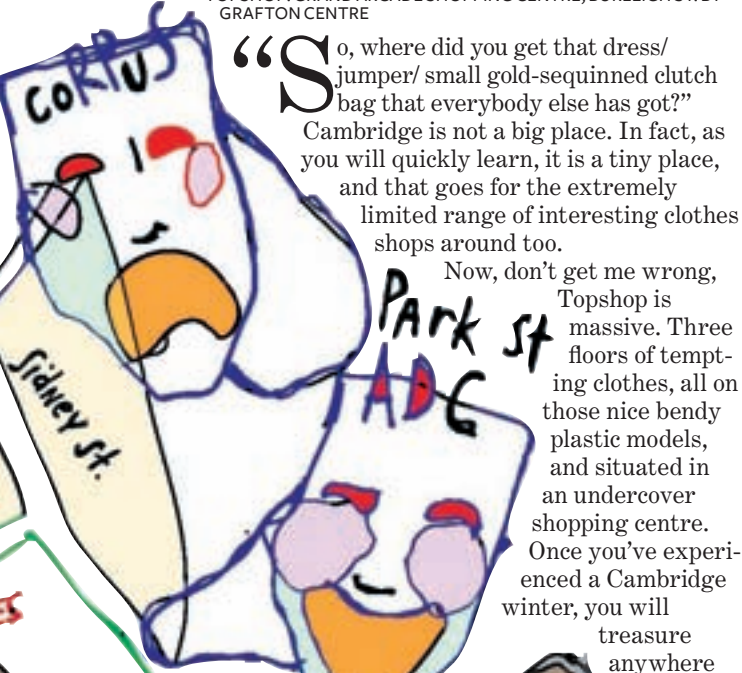 GRAFTON CENTRE
“So, where did you get that dress/
jumper/ small gold-sequinned clutch
bag that everybody else has got?”
Cambridge is not a big place. In fact, as
you will quickly learn, it is a tiny place,
and that goes for the extremely
limited range of interesting clothes
shops around too.
Now, don’t get me wrong,
Topshop is
massive. Three
floors of tempt-
ing clothes, all on
those nice bendy
plastic models,
and situated in
an undercover
shopping centre.
Once you’ve experi-
enced a Cambridge
winter, you will
treasure
anywhere
CORPUS
Park St
ADC
Sidney St.